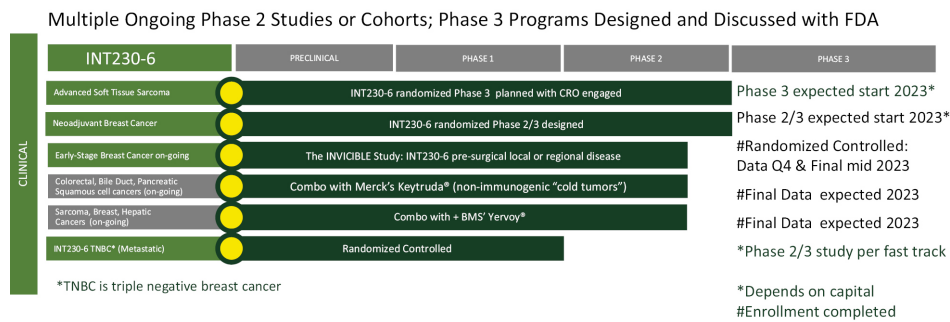 Multiple Ongoing Phase 2 Studies or Cohorts; Phase 3 Programs Designed and Discussed with FDA
CLINICAL
INT230-6 PRECLINICAL PHASE 1 PHASE 2 PHASE 3
Advanced Soft Tissue Sarcoma INT230-6 randomized Phase 3 planned with CRO engaged Phase 3 expected start 2023*
Neoadjuvant Breast Cancer INT230-6 randomized Phase 2/3 designed Phase 2/3 expected start 2023*
Early-Stage Breast Cancer on-going The INVICIBLE Study: INT230-6 pre-surgical local or regional disease #Randomized Controlled:
Data Q4 & Final mid 2023
Colorectal, Bile Duct, Pancreatic
Squamous cell cancers (on-going) Combo with Merck's Keytruda® (non-immunogenic “cold tumors”) #Final Data expected 2023
Sarcoma, Breast, Hepatic
Cancers (on-going) Combo with + BMS' Yervoy® #Final Data expected 2023
INT230-6 TNBC* (Metastatic) Randomized Controlled *Phase 2/3 study per fast track
*TNBC is triple negative breast cancer
*Depends on capital
#Enrollment completed